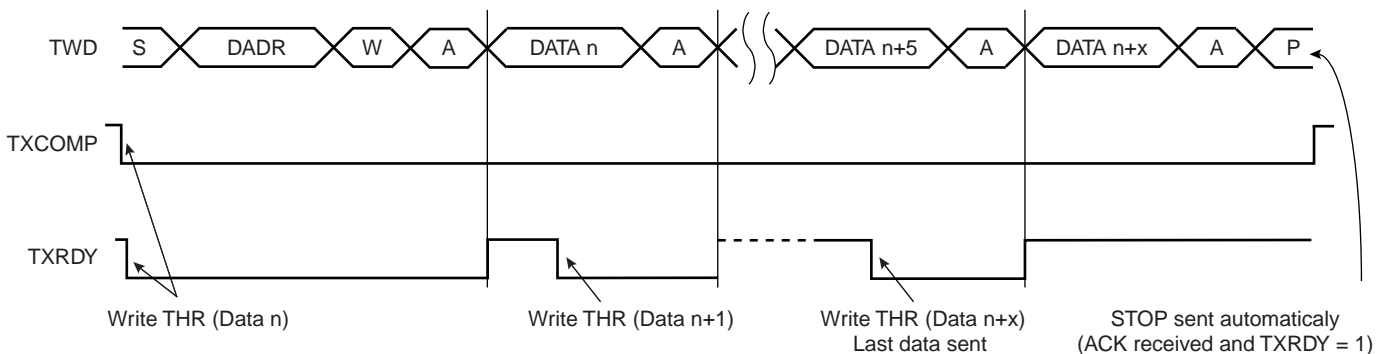 TWD S DADR W A DATA n A DATA n+5 A DATA n+x A P
TXCOMP
TXRDY
Write THR (Data n)
Write THR (Data n+1)
Write THR (Data n+x)
Last data sent
STOP sent automaticaly
(ACK received and TXRDY = 1)